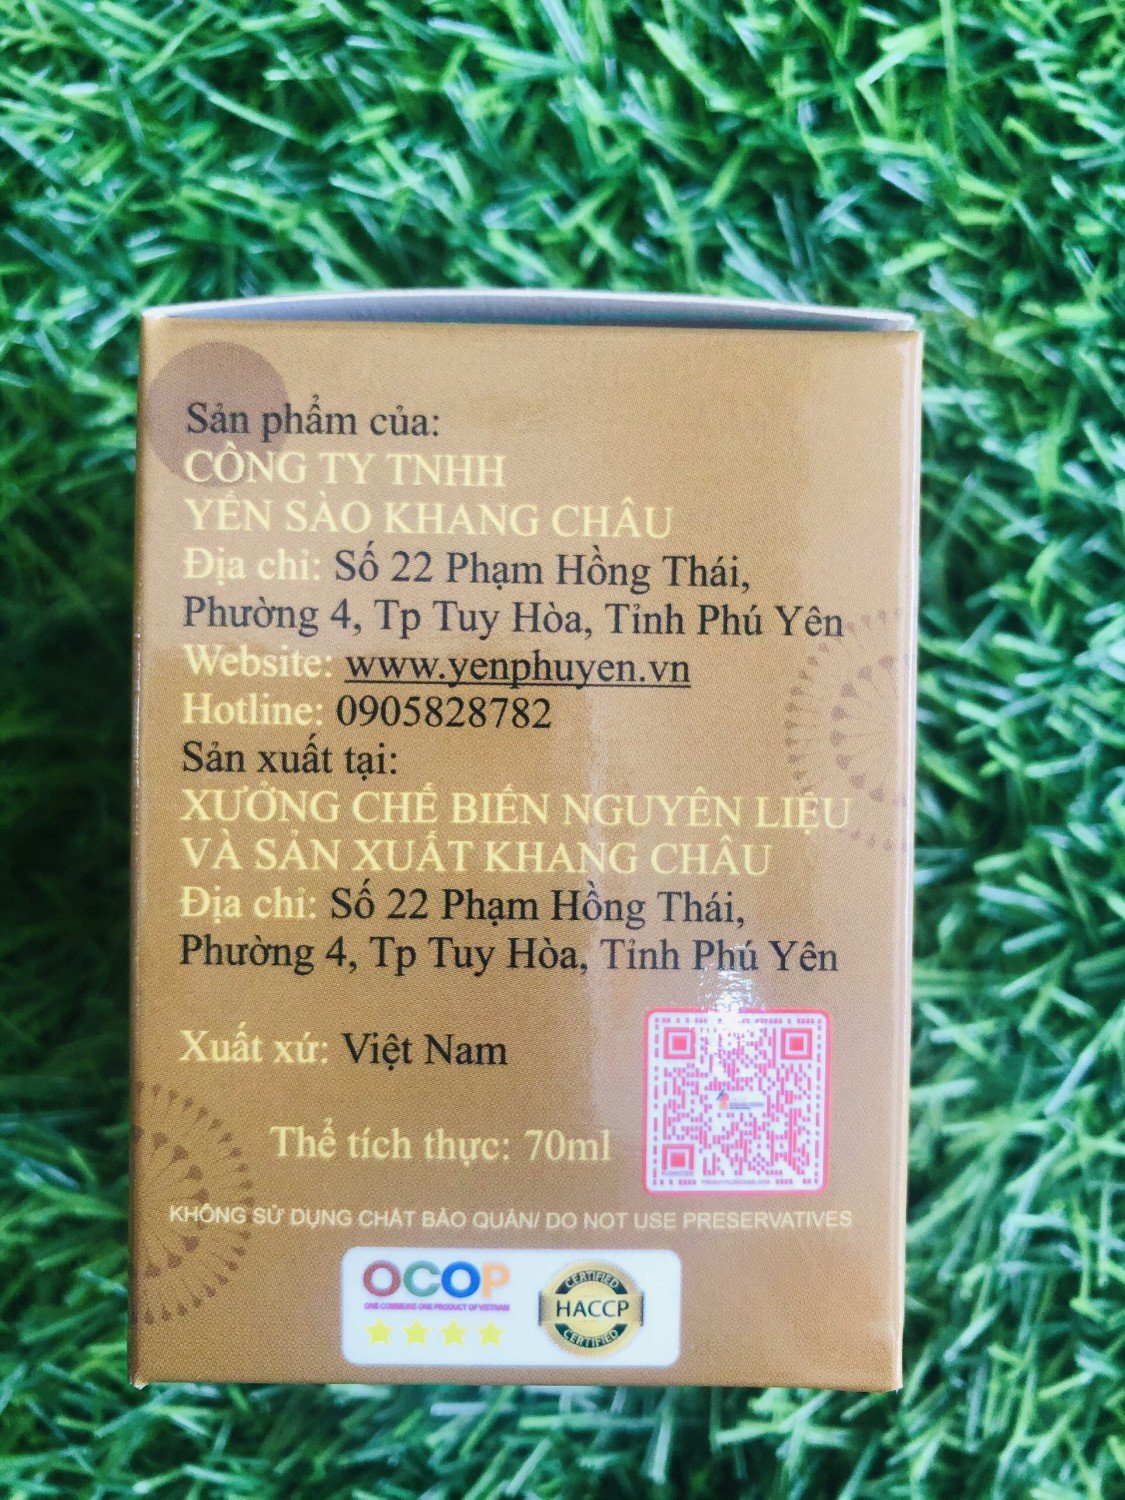 Sản phẩm của:
CÔNG TY TNHH
YẾN SÀO KHANG CHÂU
Địa chỉ: Số 22 Phạm Hồng Thái,
Phường 4, Tp Tuy Hòa, Tỉnh Phú Yên
Website: www.yenphuyen.vn
Hotline: 0905828782
Sản xuất tại:
XƯỞNG CHẾ BIẾN NGUYÊN LIỆU
VÀ SẢN XUẤT KHANG CHÂU
Địa chỉ: Số 22 Phạm Hồng Thái,
Phường 4, Tp Tuy Hòa, Tỉnh Phú Yên
Xuất xứ: Việt Nam
Thể tích thực: 70ml
KHÔNG SỬ DỤNG CHẤT BẢO QUẢN/ DO NOT USE PRESERVATIVES
OCOP
ONE COMMUNE ONE PRODUCT OF VIETNAM
CERTIFIED
HACCP
CERTIFIED